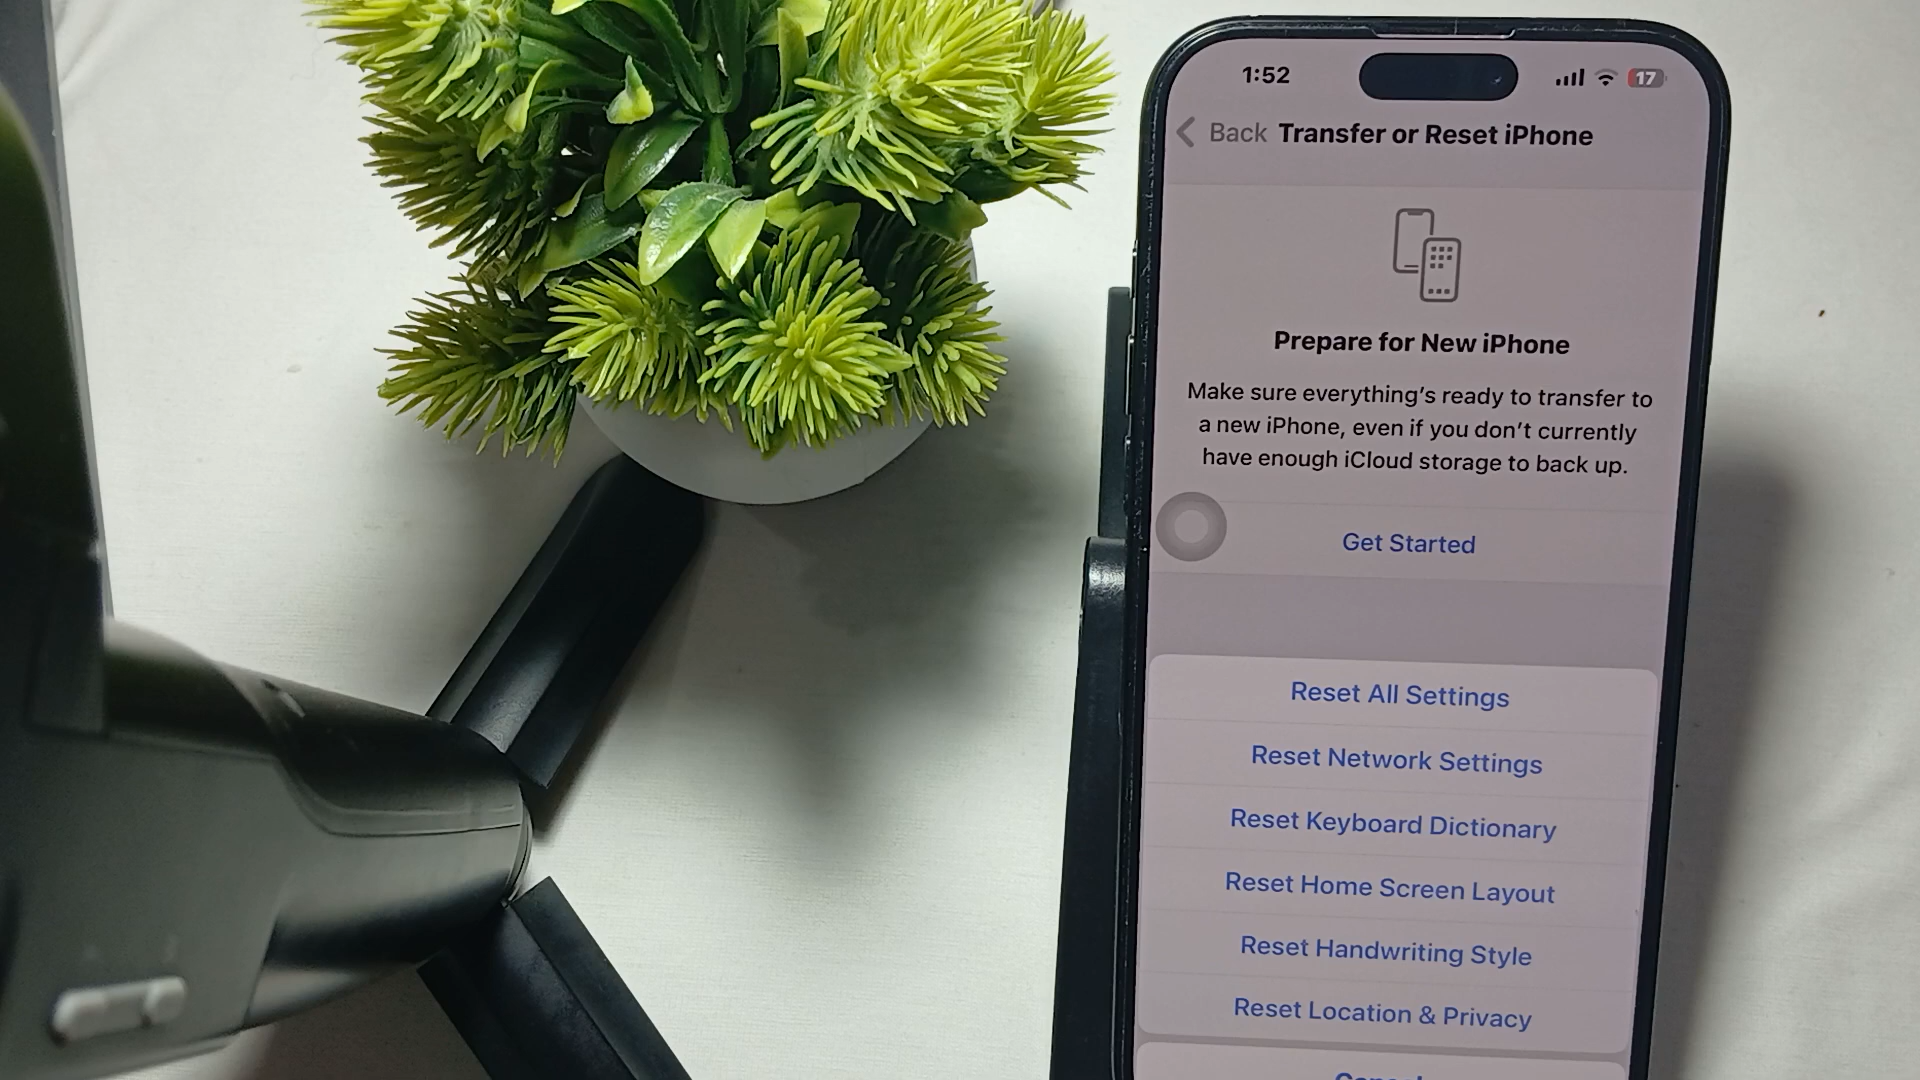 1:52
17
Back Transfer or Reset iPhone
Prepare for New iPhone
Make sure everything's ready to transfer to
a new iPhone, even if you don't currently
have enough iCloud storage to back up.
Get Started
Reset All Settings
Reset Network Settings
Reset Keyboard Dictionary
Reset Home Screen Layout
Reset Handwriting Style
Reset Location & Privacy